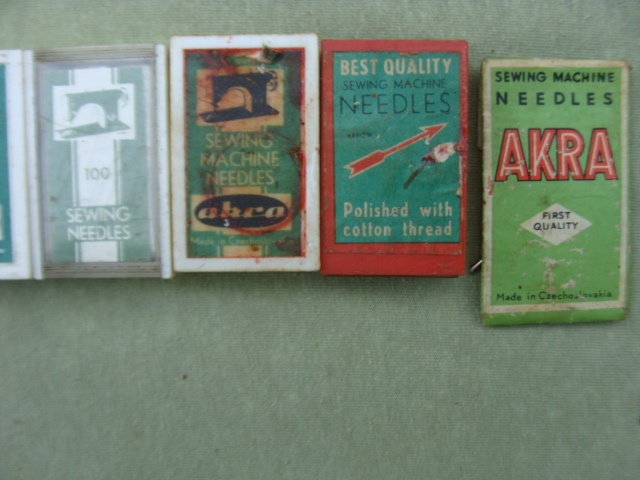 100
SEWING
NEEDLES
SEWING
MACHINE
NEEDLES
akra
Made in Czechoslovakia
BEST QUALITY
SEWING MACHINE
NEEDLES
ARROW
Polished with
cotton thread
SEWING MACHINE
NEEDLES
AKRA
FIRST
QUALITY
Made in Czechoslovakia